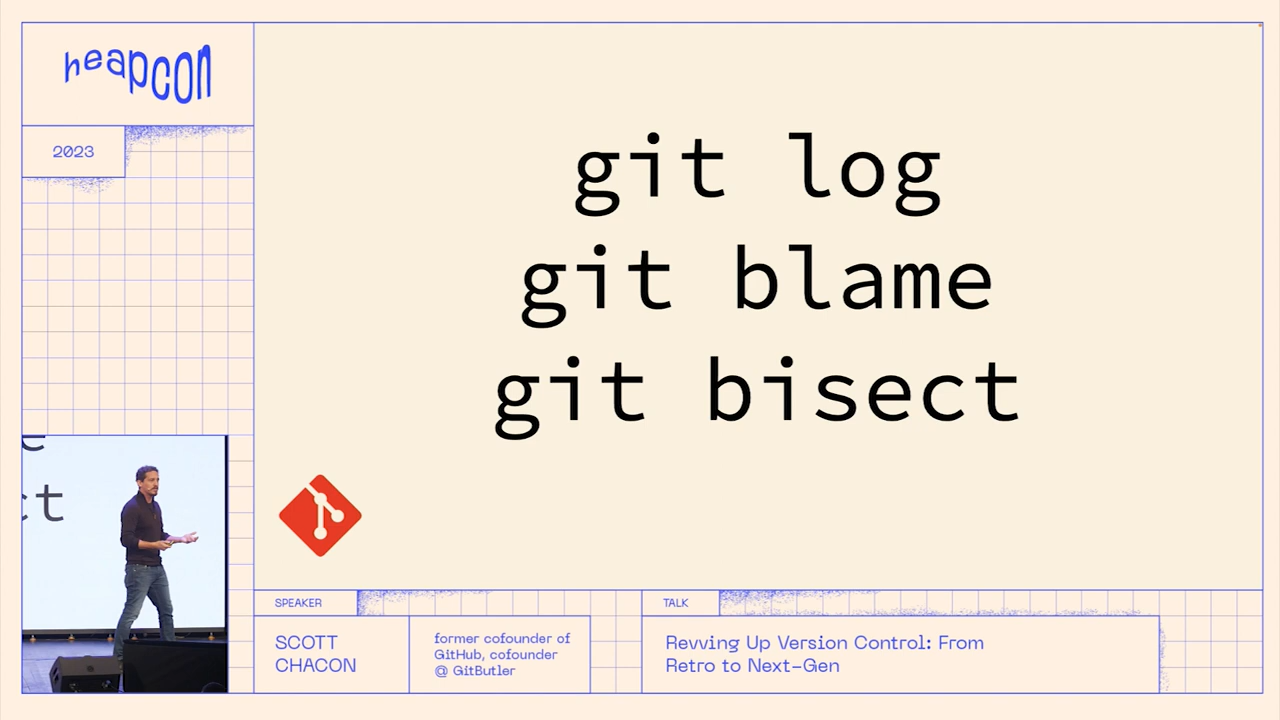 heapcon
2023
git log
git blame
git bisect
ct
SPEAKER
SCOTT
CHACON
former cofounder of
GitHub, cofounder
@ GitButler
TALK
Revving Up Version Control: From
Retro to Next-Gen